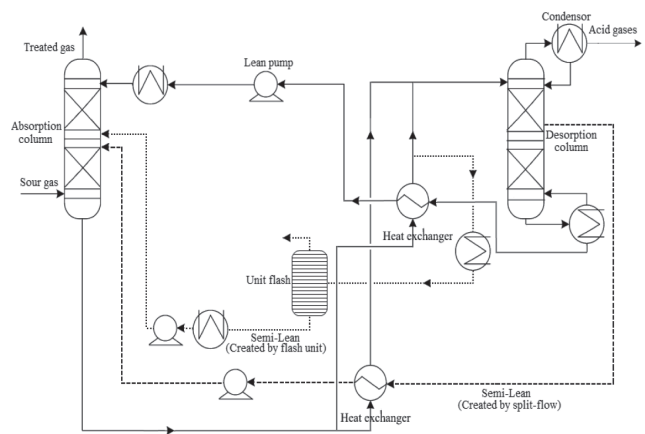 Condensor
Acid gases
Treated gas
Lean pump
Absorption
column
Desorption
column
Sour gas
Heat exchanger
Unit flash
Semi-Lean
(Created by flash unit)
Semi-Lean
(Created by split-flow)
Heat exchanger